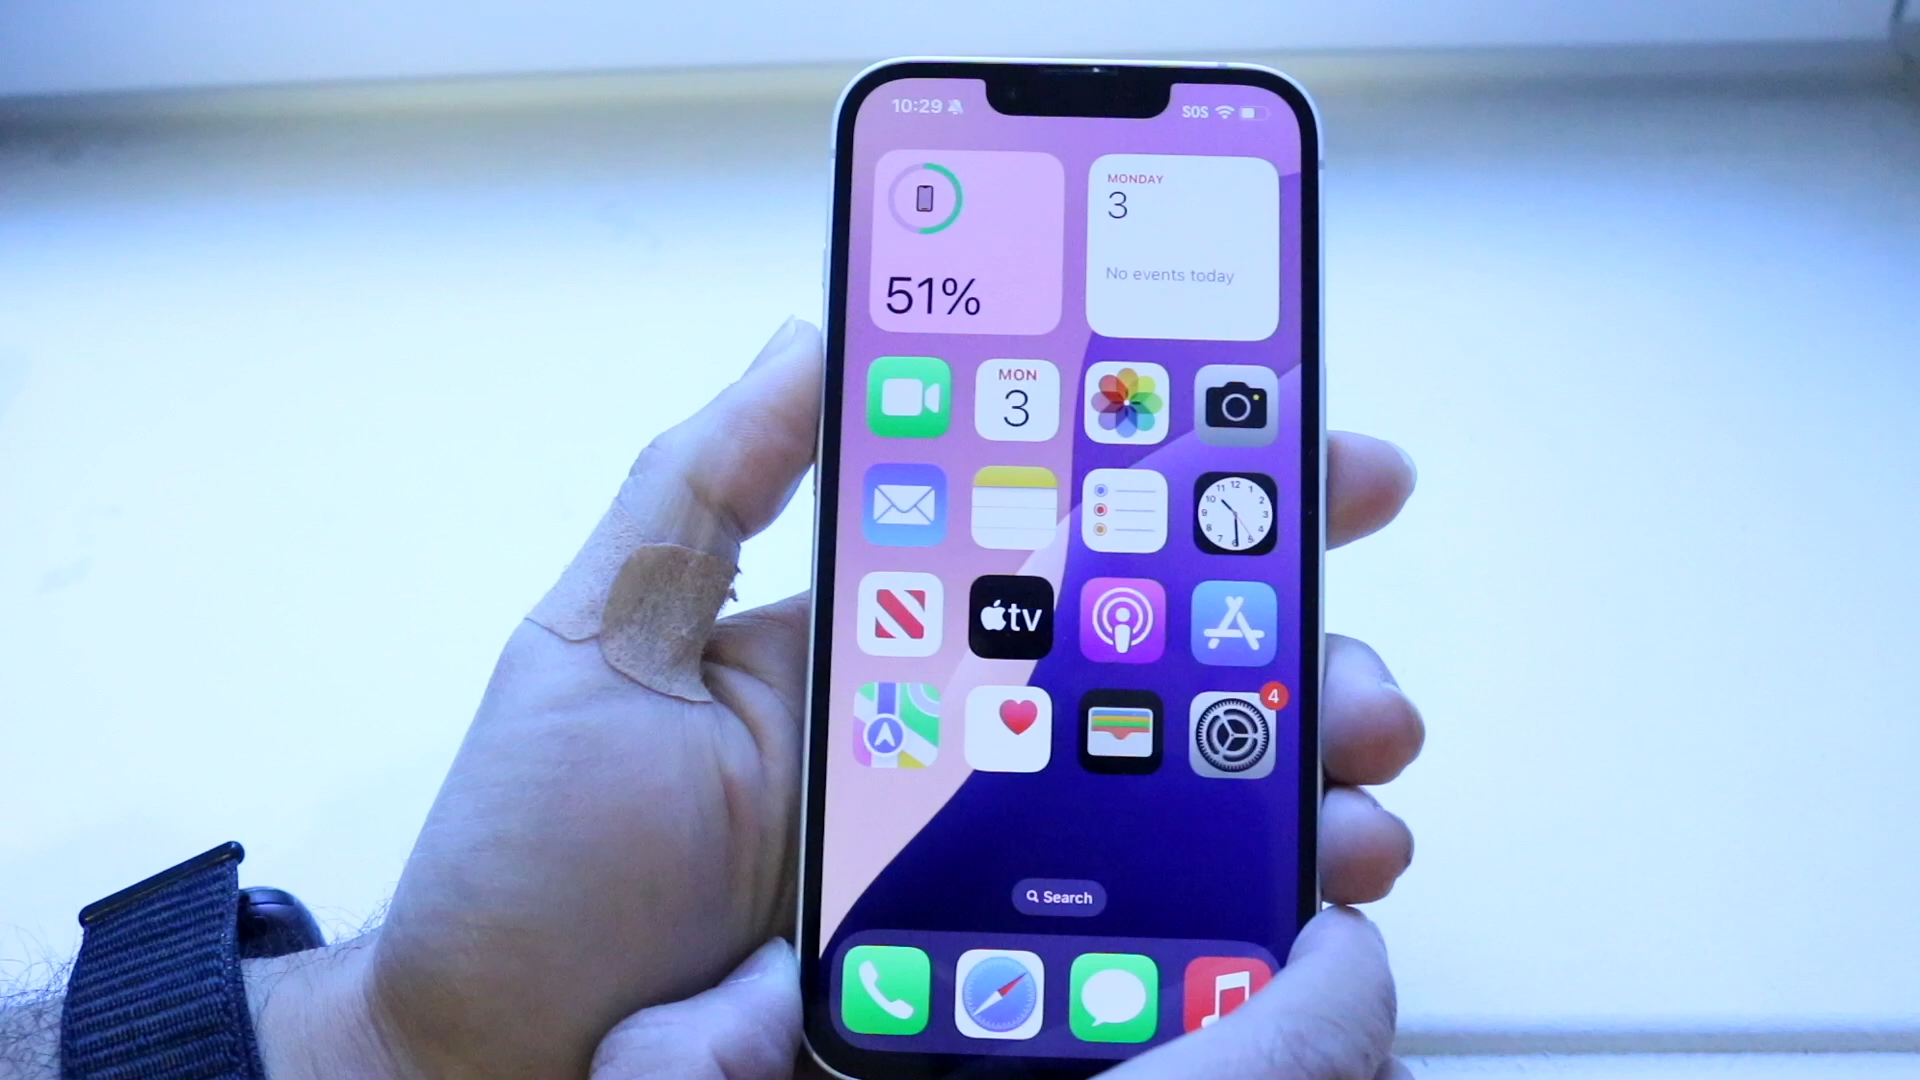 10:29
SOS
51%
MONDAY
3
No events today
MON
3
tv
4
Search